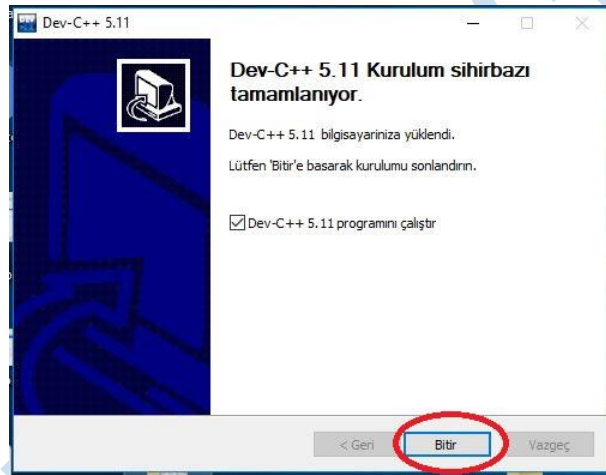 Dev-C++ 5.11
Dev-C++ 5.11 Kurulum sihirbazı
tamamlanıyor.
Dev-C++ 5.11 bilgisayariniza yüklendi.
Lütfen 'Bitir'e basarak kurulumu sonlandırın.
Dev-C++ 5.11 programını çalıştır
< Geri
Bitir
Vazgeç